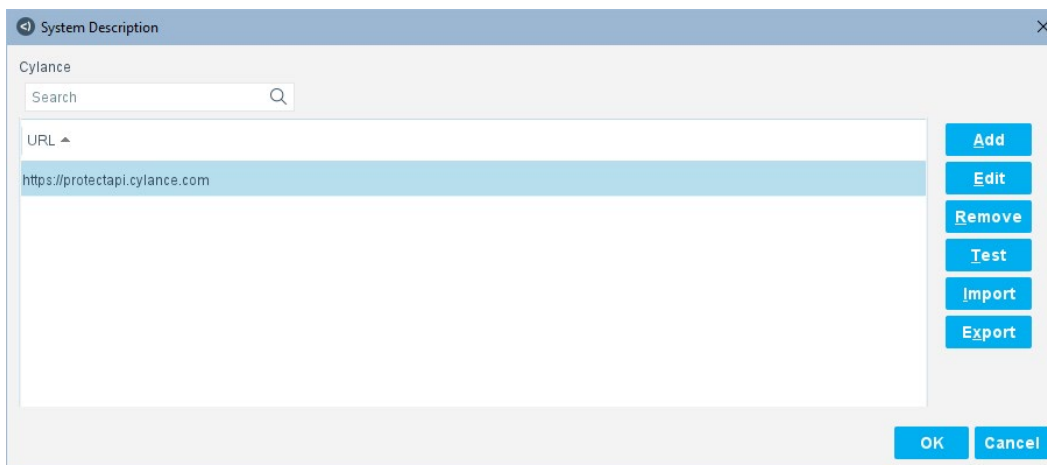 System Description
Cylance
Search
URL
https://protectapi.cylance.com
Add
Edit
Remove
Test
Import
Export
OK
Cancel